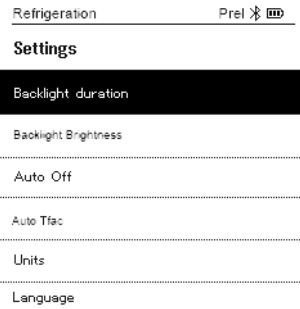 Refrigeration Prel
Settings
Backlight duration
Backlight Brightness
Auto Off
Auto Tfac
Units
Language